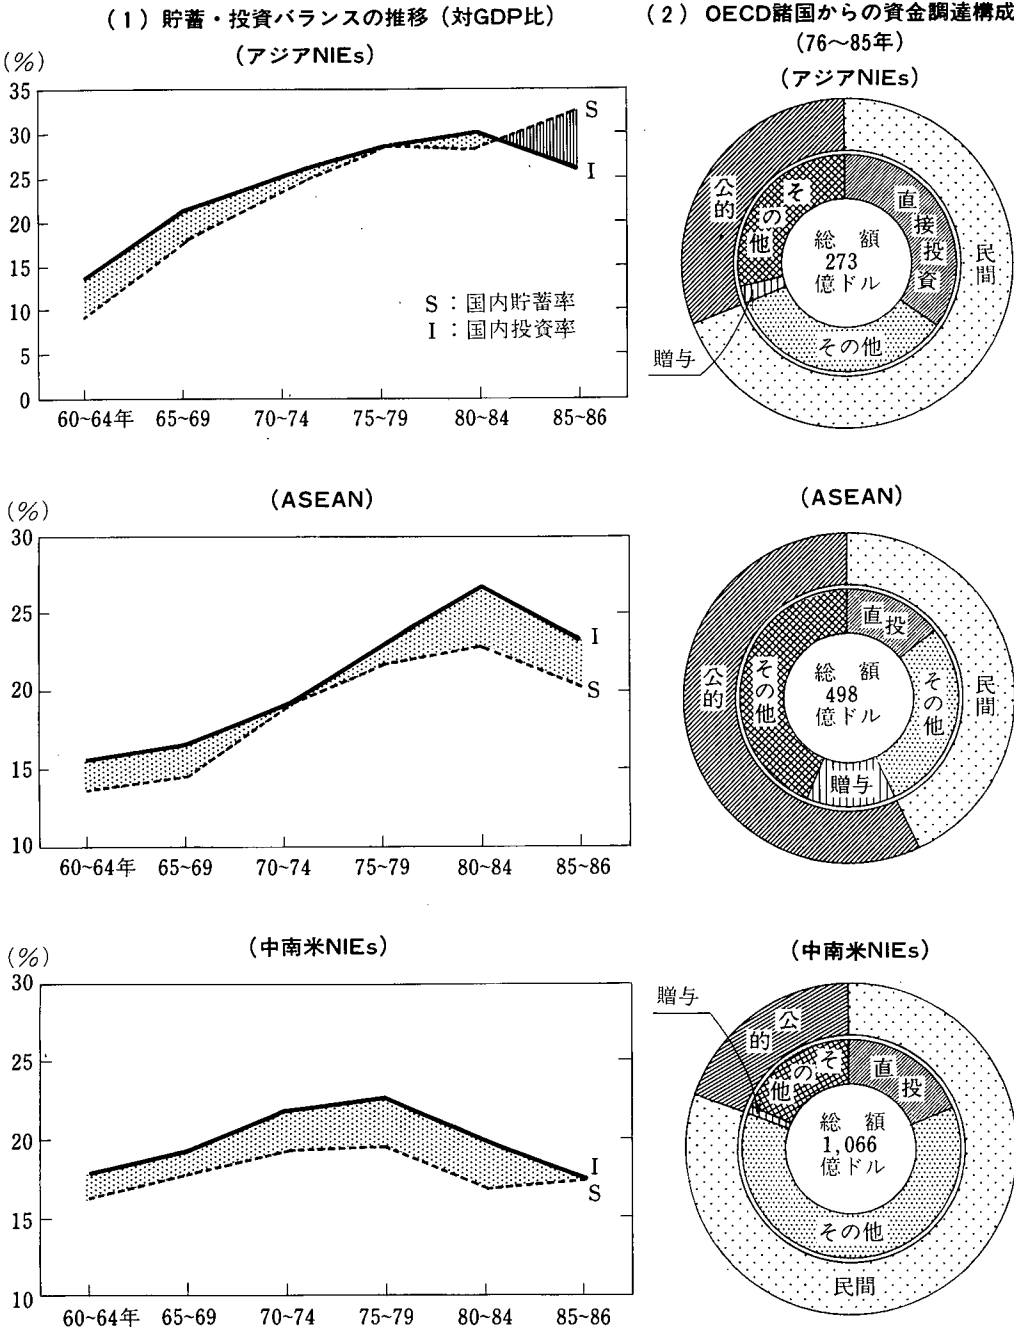 (1) 貯蓄・投資バランスの推移（対GDP比）
(アジアNIEs)
(%)
35
30
25
20
15
10
5
0
S
I
S：国内貯蓄率
I：国内投資率
60~64年 65~69 70~74 75~79 80~84 85~86
(ASEAN)
(%)
30
25
20
15
10
I
S
60~64年 65~69 70~74 75~79 80~84 85~86
(中南米NIEs)
(%)
30
25
20
15
10
I
S
60~64年 65~69 70~74 75~79 80~84 85~86
(2) OECD諸国からの資金調達構成
(76〜85年)
(アジアNIEs)
公的
その他
直接投資
民間
総額
273
億ドル
その他
贈与
(ASEAN)
公的
その他
直投
その他
民間
総額
498
億ドル
贈与
(中南米NIEs)
贈与
公的
その他
直投
総額
1,066
億ドル
その他
民間